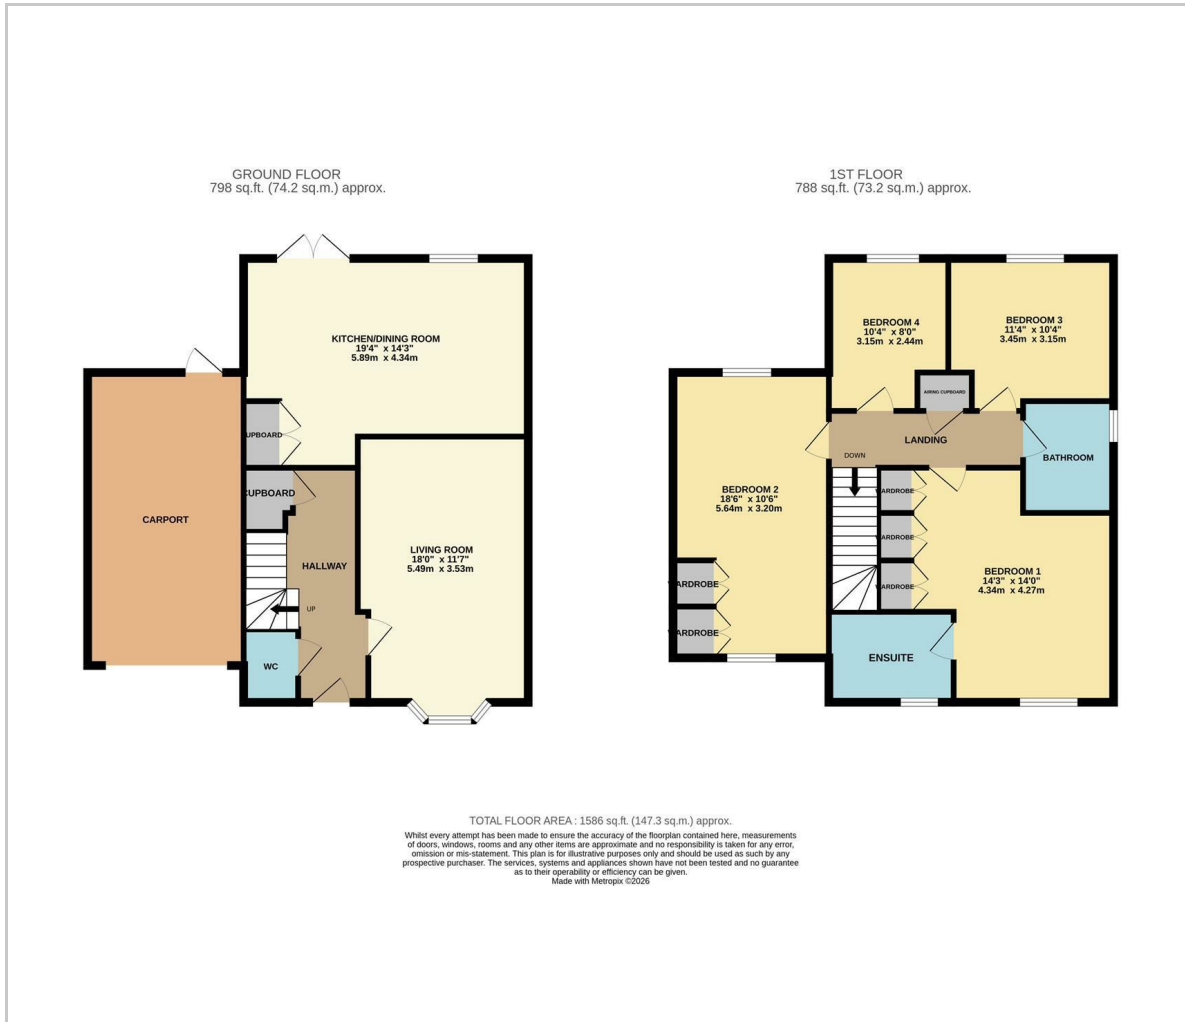 GROUND FLOOR
798 sq.ft. (74.2 sq.m.) approx.
KITCHEN/DINING ROOM
19'4" x 14'3"
5.89m x 4.34m
UPBOARD
CUPBOARD
CARPORT
LIVING ROOM
18'0" x 11'7"
5.49m x 3.53m
HALLWAY
UP
WC
1ST FLOOR
788 sq.ft. (73.2 sq.m.) approx.
BEDROOM 4
10'4" x 8'0"
3.15m x 2.44m
BEDROOM 3
11'4" x 10'4"
3.45m x 3.15m
AIRING CUPBOARD
LANDING
DOWN
BATHROOM
BEDROOM 2
18'6" x 10'6"
5.64m x 3.20m
WARDROBE
WARDROBE
WARDROBE
BEDROOM 1
14'3" x 14'0"
4.34m x 4.27m
WARDROBE
WARDROBE
ENSUITE
TOTAL FLOOR AREA : 1586 sq.ft. (147.3 sq.m.) approx.
Whilst every attempt has been made to ensure the accuracy of the floorplan contained here, measurements
of doors, windows, rooms and any other items are approximate and no responsibility is taken for any error,
omission or mis-statement. This plan is for illustrative purposes only and should be used as such by any
prospective purchaser. The services, systems and appliances shown have not been tested and no guarantee
as to their operability or efficiency can be given.
Made with Metropix ©2026